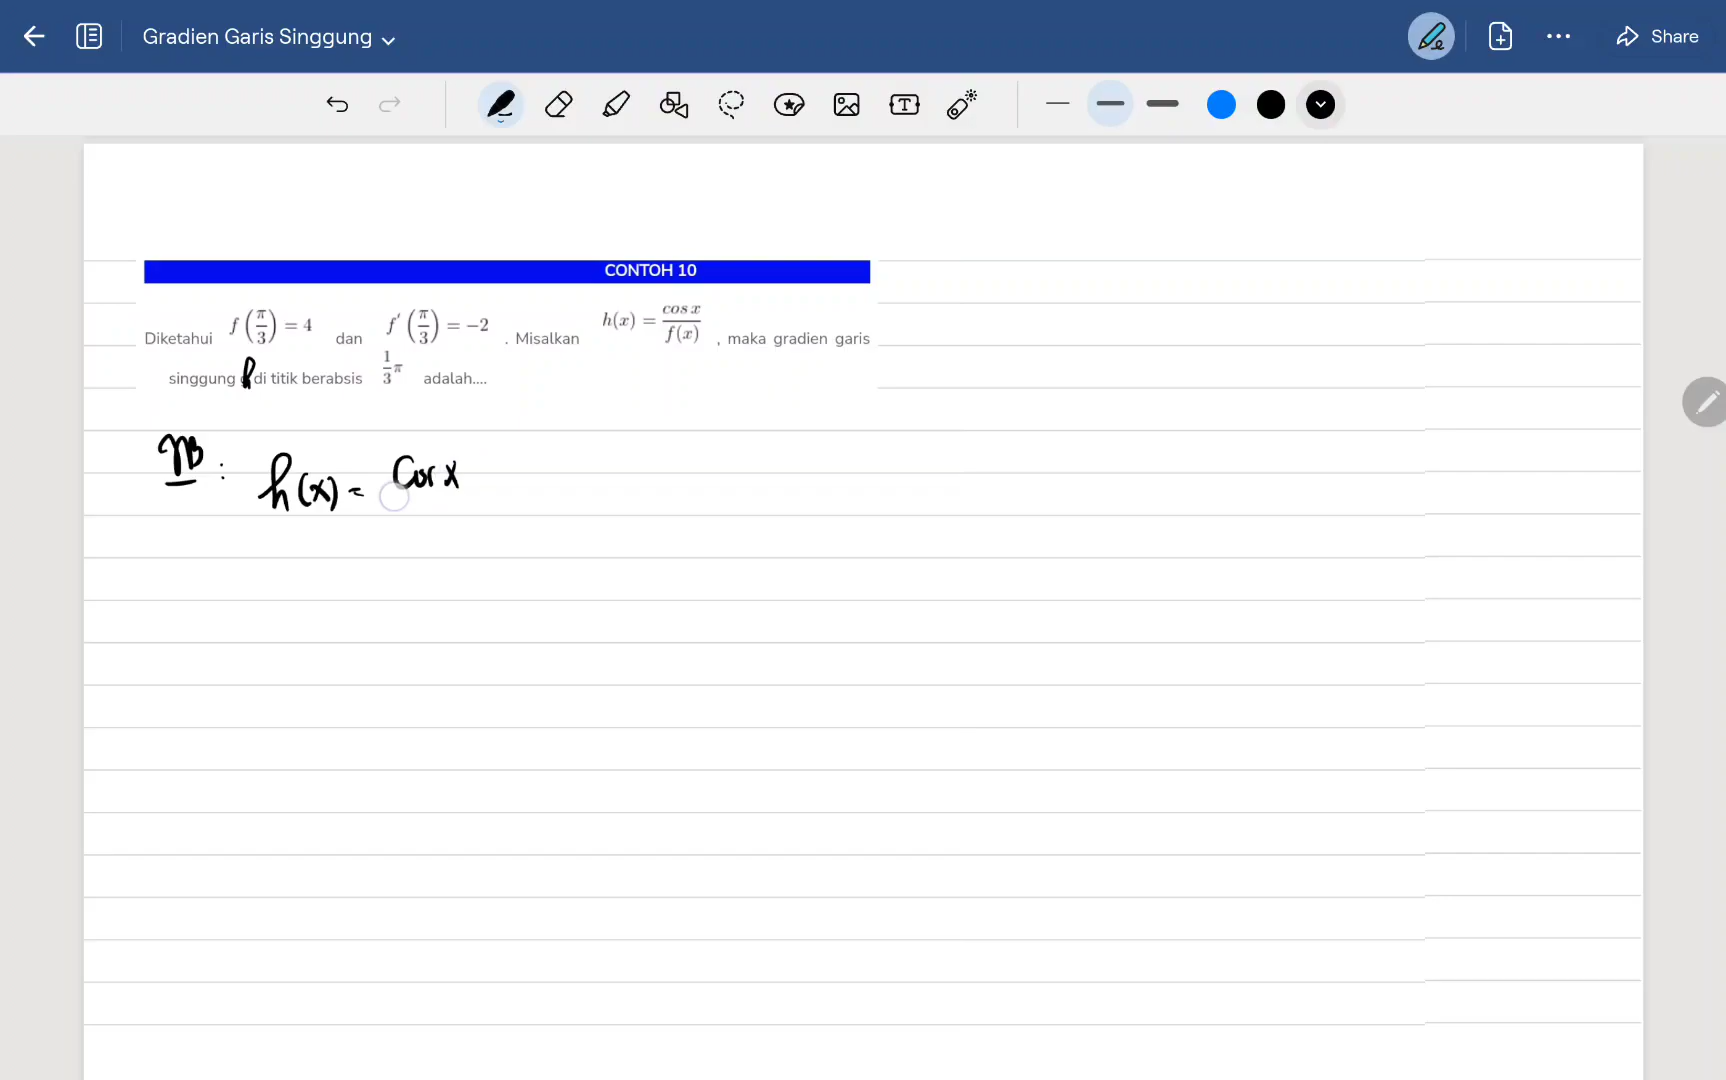 Gradien Garis Singgung
Share
CONTOH 10
Diketahui f(π/3) = 4 dan f′(π/3) = −2 . Misalkan h(x) = cos x / f(x) , maka gradien garis
singgung h di titik berabsis 1/3 π adalah....
h(x) = Cos x